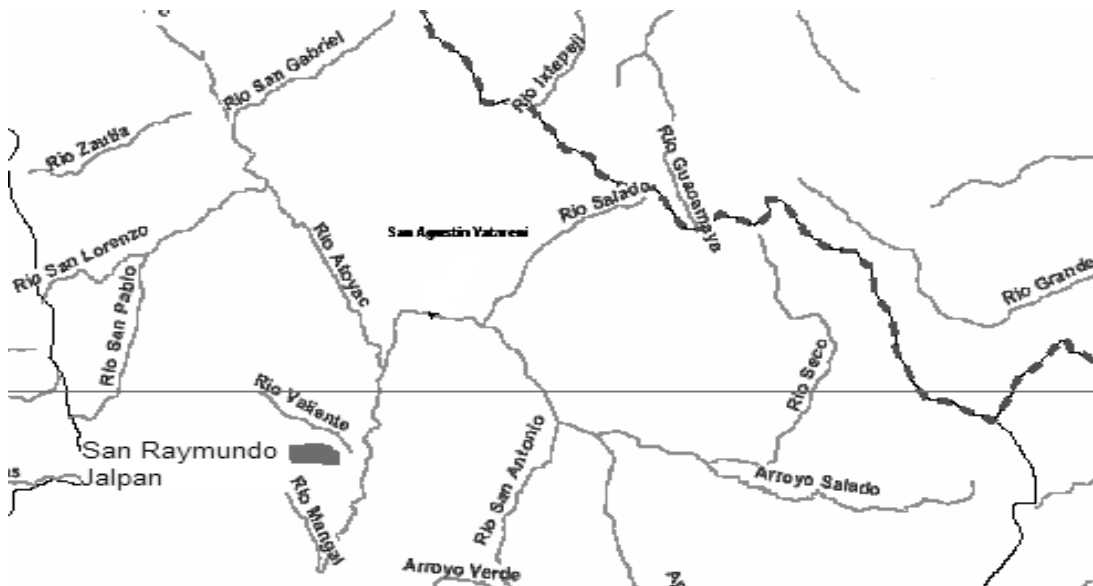 Rio San Gabriel
Rio Ixtepeji
Rio Zautla
Rio Guacamaya
Rio Salado
San Agustin Yatareni
Rio San Lorenzo
Rio Atoyac
Rio San Pablo
Rio Grande
Rio Seco
Rio Valiente
San Raymundo
Jalpan
Rio San Antonio
Arroyo Salado
Rio Mangal
Arroyo Verde